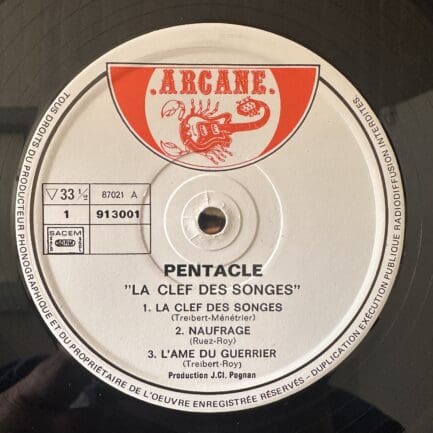 .ARCANE.
▽33 ½ 87021 A
1 913001
SACEM
PENTACLE
"LA CLEF DES SONGES"
1. LA CLEF DES SONGES
(Treibert-Ménétrier)
2. NAUFRAGE
(Ruez-Roy)
3. L'AME DU GUERRIER
(Treibert-Roy)
Production J.Cl. Pognan
TOUS DROITS DU PRODUCTEUR PHONOGRAPHIQUE ET DU PROPRIETAIRE DE L'OEUVRE ENREGISTRÉE RÉSERVÉS - DUPLICATION EXÉCUTION PUBLIQUE RADIODIFFUSION INTERDITES.